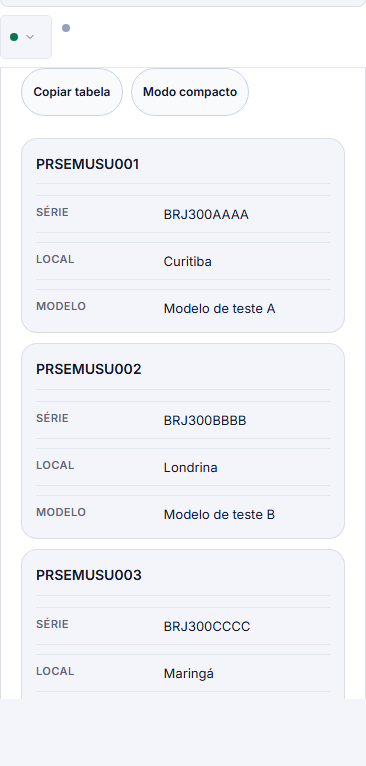 Copiar tabela
Modo compacto
PRSEMUSU001
SÉRIE BRJ300AAAA
LOCAL Curitiba
MODELO Modelo de teste A
PRSEMUSU002
SÉRIE BRJ300BBBB
LOCAL Londrina
MODELO Modelo de teste B
PRSEMUSU003
SÉRIE BRJ300CCCC
LOCAL Maringá